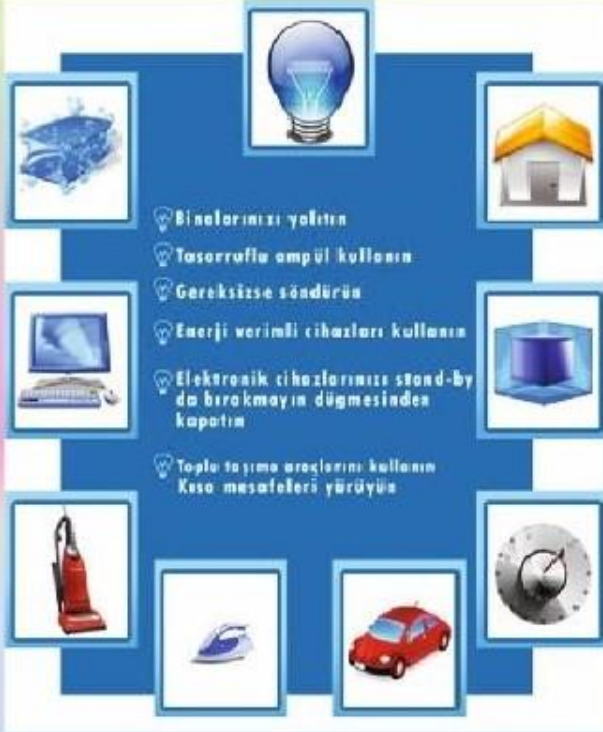 Binalarınızı yalıtın
Tasarruflu ampül kullanın
Gereksizse söndürün
Enerji verimli cihazları kullanın
Elektronik cihazlarınızı stand-by
da bırakmayın düğmesinden
kapatın
Toplu taşıma araçlarını kullanın
Kısa mesafeleri yürüyün